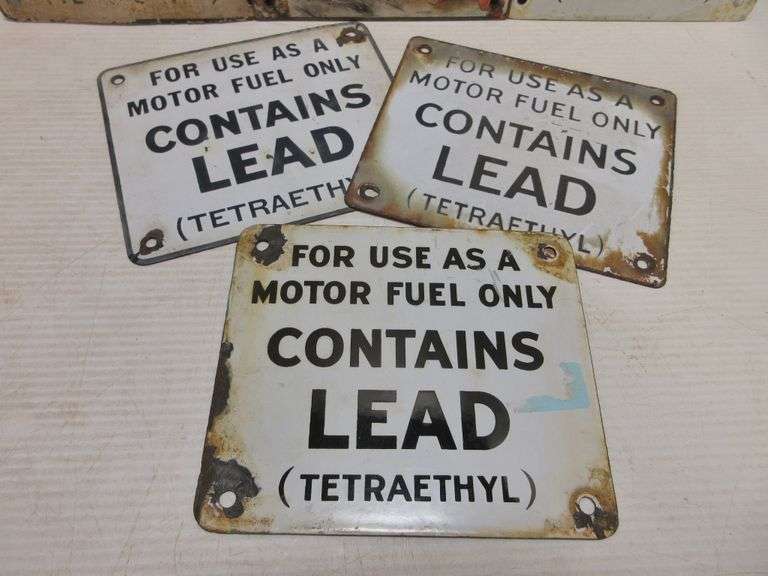 FOR USE AS A
MOTOR FUEL ONLY
CONTAINS
LEAD
(TETRAETHY
FOR USE AS A
MOTOR FUEL ONLY
CONTAINS
LEAD
(TETRAETHYL)
FOR USE AS A
MOTOR FUEL ONLY
CONTAINS
LEAD
(TETRAETHYL)